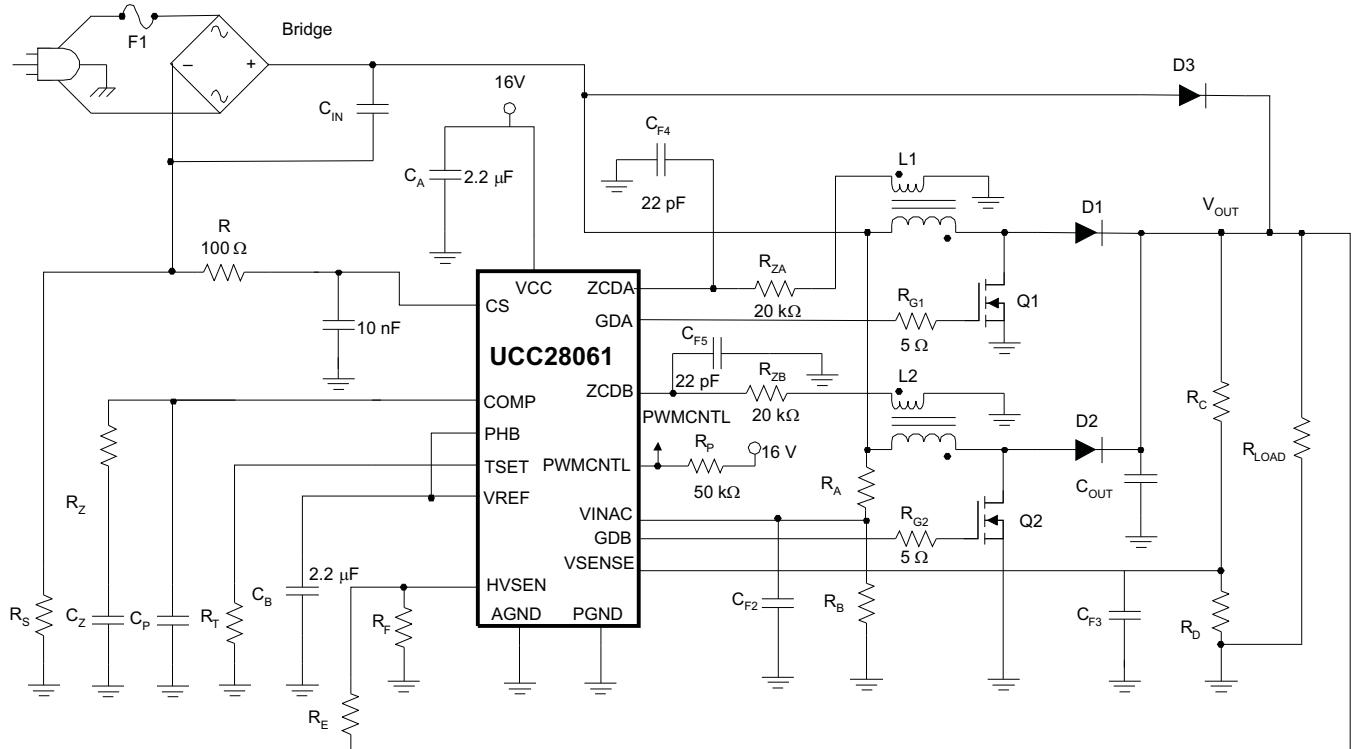 F1
Bridge
C_IN
16V
C_A
2.2 μF
C_F4
22 pF
L1
D3
D1
V_OUT
R
100 Ω
VCC
ZCDA
R_ZA
20 kΩ
CS
GDA
R_G1
5 Ω
Q1
10 nF
UCC28061
C_F5
22 pF
ZCDB
R_ZB
20 kΩ
L2
COMP
PHB
TSET
VREF
PWMCNTL
PWMCNTL
R_P
50 kΩ
16 V
D2
R_C
R_LOAD
C_OUT
R_A
R_Z
VINAC
GDB
VSENSE
R_G2
5 Ω
Q2
2.2 μF
C_B
HVSEN
AGND
PGND
R_S
C_Z
C_P
R_T
R_F
C_F2
R_B
C_F3
R_D
R_E